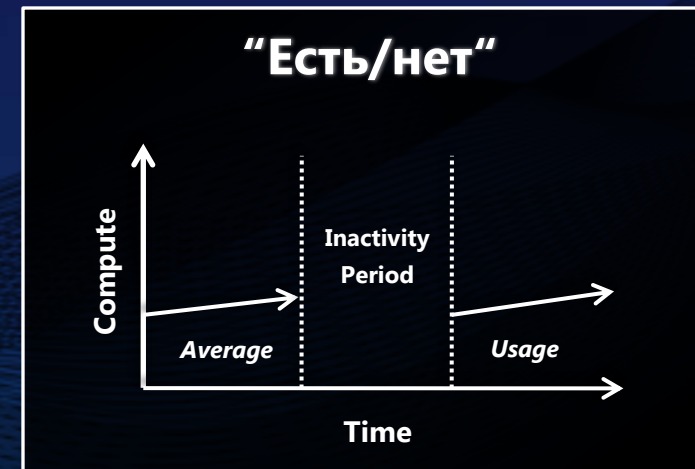 “Есть/нет“
Compute
Inactivity
Period
Average
Usage
Time